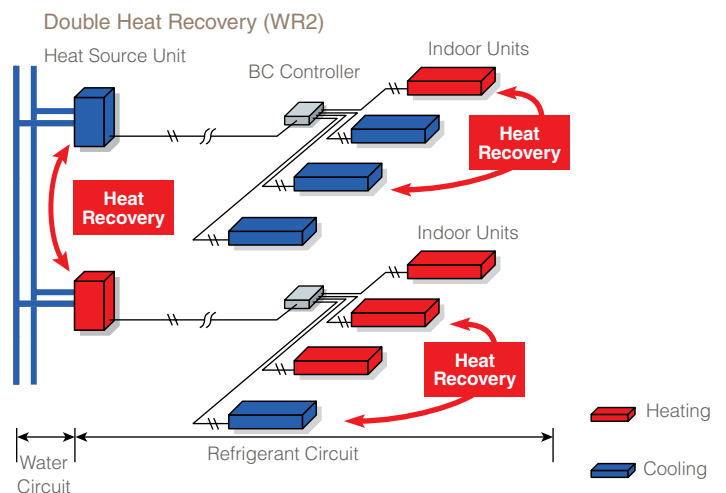 Double Heat Recovery (WR2)
Heat Source Unit
BC Controller
Indoor Units
Heat
Recovery
Heat
Recovery
Indoor Units
Heat
Recovery
Heating
Cooling
Water
Circuit
Refrigerant Circuit